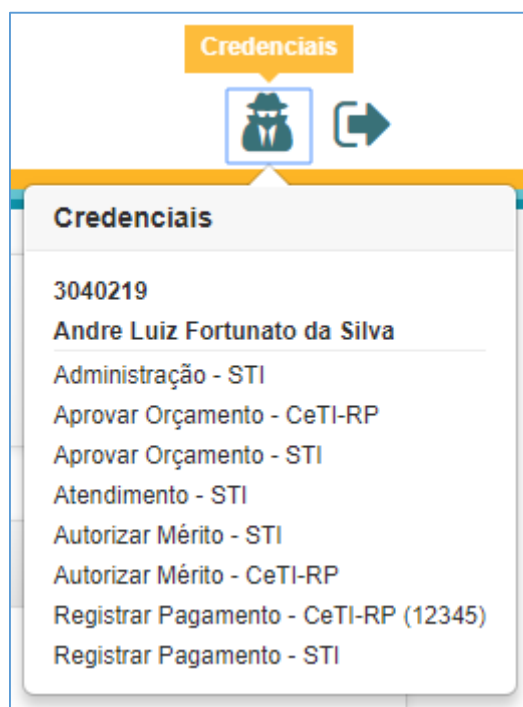 Credenciais
Credenciais
3040219
Andre Luiz Fortunato da Silva
Administração - STI
Aprovar Orçamento - CeTI-RP
Aprovar Orçamento - STI
Atendimento - STI
Autorizar Mérito - STI
Autorizar Mérito - CeTI-RP
Registrar Pagamento - CeTI-RP (12345)
Registrar Pagamento - STI